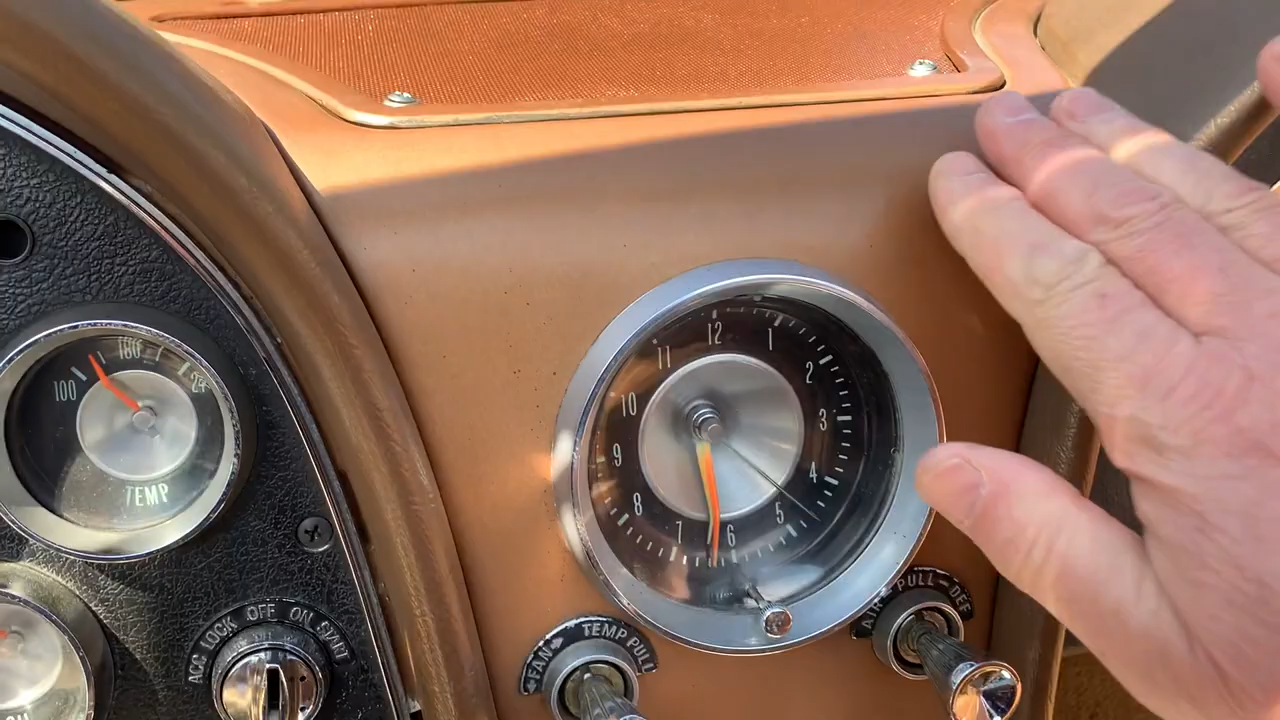 100
180
TEMP
ACC LOCK OFF ON START
12
1
2
3
4
5
6
7
8
9
10
11
FAN
TEMP PULL
AIR - PULL - DEF